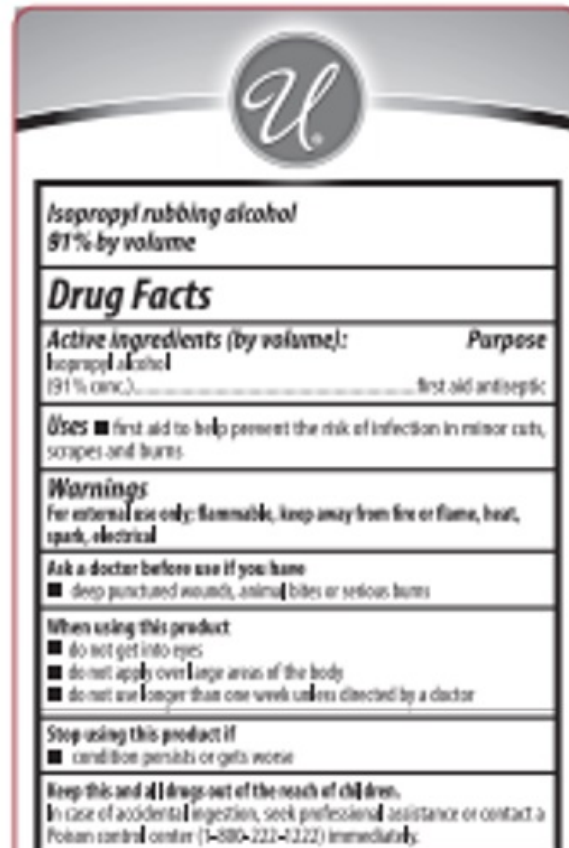 U®
Isopropyl rubbing alcohol
91% by volume
Drug Facts
Active ingredients (by volume): Purpose
Isopropyl alcohol
(91% conc.)........................................................first aid antiseptic
Uses ■ first aid to help prevent the risk of infection in minor cuts,
scrapes and burns
Warnings
For external use only; flammable, keep away from fire or flame, heat,
spark, electrical
Ask a doctor before use if you have
■ deep punctured wounds, animal bites or serious burns
When using this product
■ do not get into eyes
■ do not apply over large areas of the body
■ do not use longer than one week unless directed by a doctor
Stop using this product if
■ condition persists or gets worse
Keep this and all drugs out of the reach of children.
In case of accidental ingestion, seek professional assistance or contact a
Poison control center (1-800-222-1222) immediately.